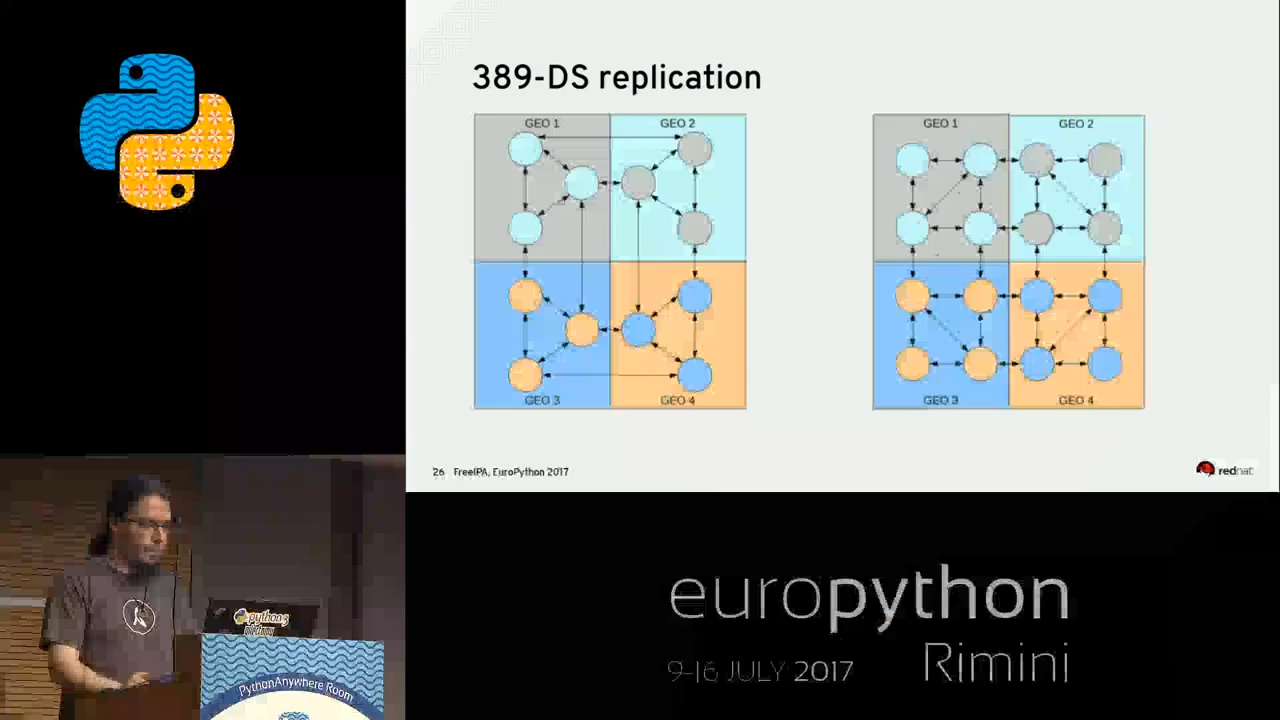 389-DS replication
GEO 1
GEO 2
GEO 1
GEO 2
GEO 3
GEO 4
GEO 3
GEO 4
26 FreeIPA, EuroPython 2017
redhat
python3
PythonAnywhere Room
europython
9-16 JULY 2017
Rimini